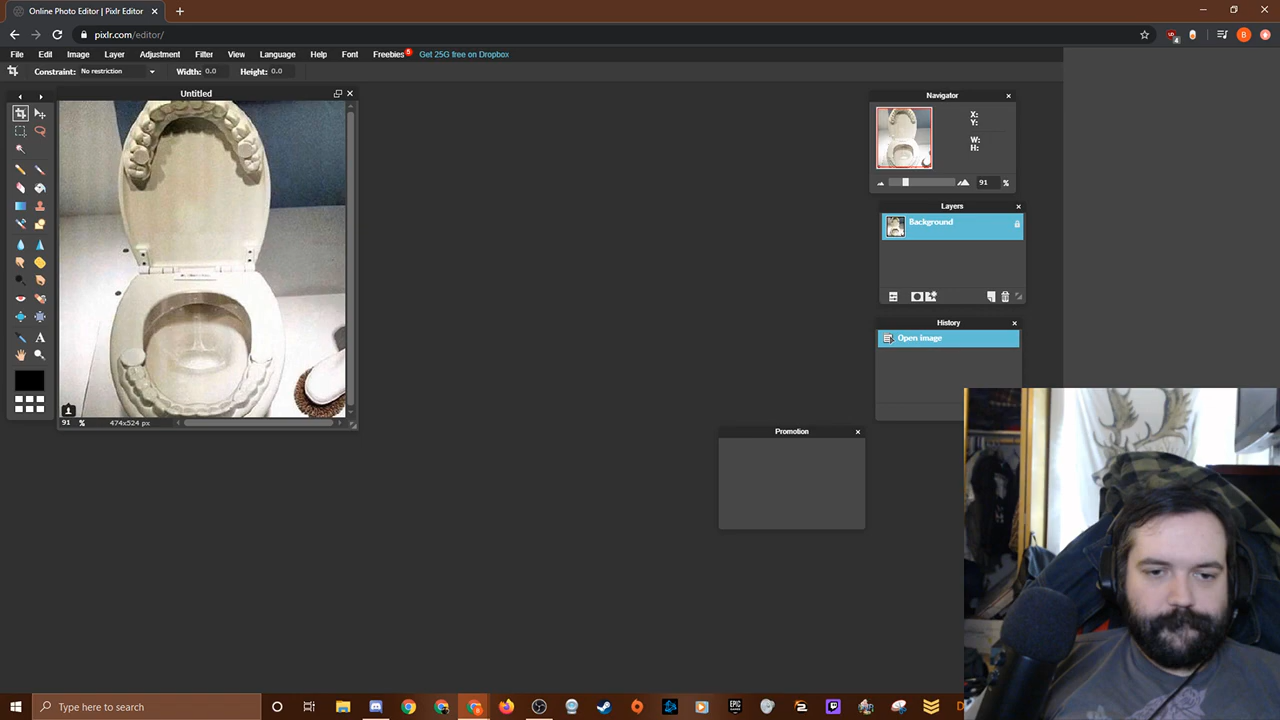 Online Photo Editor | Pixlr Editor
pixlr.com/editor/
File Edit Image Layer Adjustment Filter View Language Help Font Freebies 5 Get 25G free on Dropbox
Constraint: No restriction Width: 0.0 Height: 0.0
Untitled
91 % 474x524 px
Navigator
X:
Y:
W:
H:
91 %
Layers
Background
History
Open image
Promotion
Type here to search
EPIC